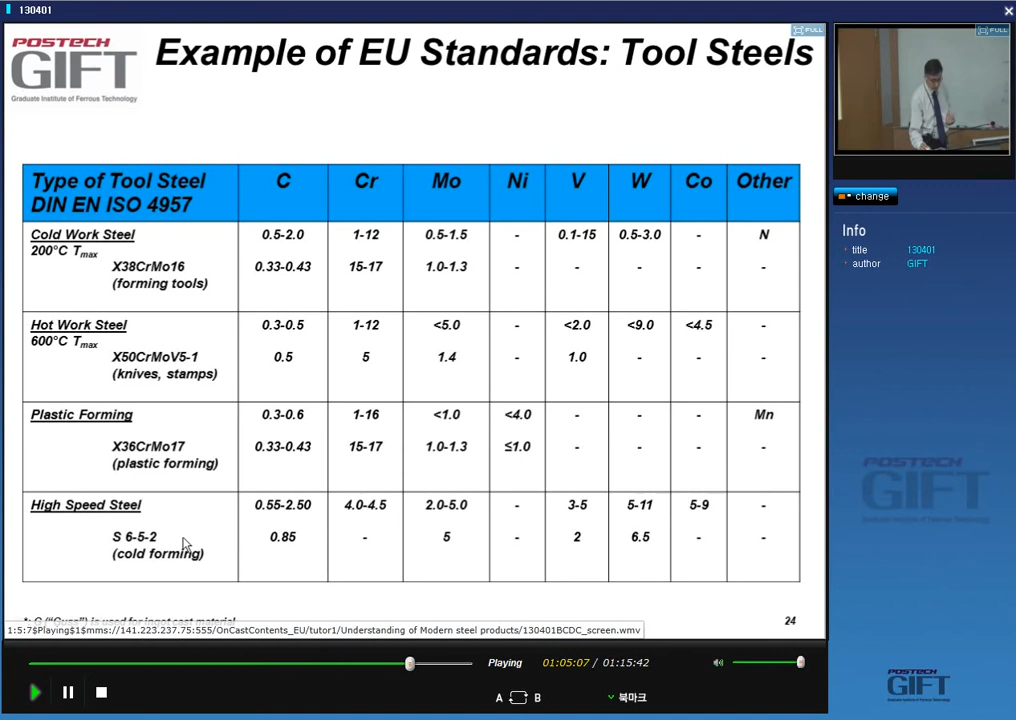 130401
POSTECH
GIFT
Graduate Institute of Ferrous Technology
Example of EU Standards: Tool Steels
FULL
FULL
Type of Tool Steel C Cr Mo Ni V W Co Other
DIN EN ISO 4957
Cold Work Steel 0.5-2.0 1-12 0.5-1.5 - 0.1-15 0.5-3.0 - N
200°C Tmax
X38CrMo16 0.33-0.43 15-17 1.0-1.3 - - - - -
(forming tools)
Hot Work Steel 0.3-0.5 1-12 <5.0 - <2.0 <9.0 <4.5 -
600°C Tmax
X50CrMoV5-1 0.5 5 1.4 - 1.0 - - -
(knives, stamps)
Plastic Forming 0.3-0.6 1-16 <1.0 <4.0 - - - Mn
X36CrMo17 0.33-0.43 15-17 1.0-1.3 ≤1.0 - - - -
(plastic forming)
High Speed Steel 0.55-2.50 4.0-4.5 2.0-5.0 - 3-5 5-11 5-9 -
S 6-5-2 0.85 - 5 - 2 6.5 - -
(cold forming)
*: G ("Guss") is used for ingot cast material
24
1:5:7$Playing$1$mms://141.223.237.75:555/OnCastContents_EU/tutor1/Understanding of Modern steel products/130401BCDC_screen.wmv
change
Info
title 130401
author GIFT
POSTECH
GIFT
Playing 01:05:07 / 01:15:42
A B 북마크
POSTECH
GIFT